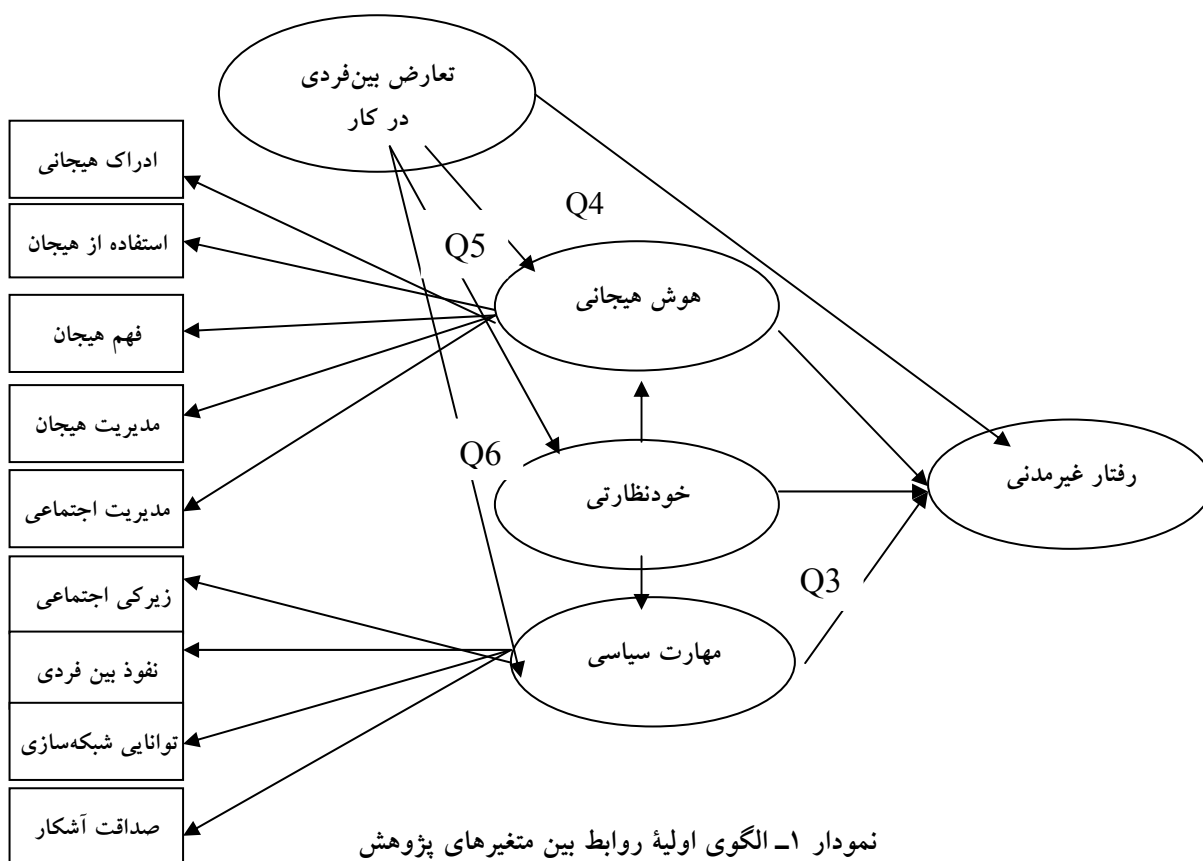 تعارض بین‌فردی
در کار
ادراک هیجانی
استفاده از هیجان
فهم هیجان
مدیریت هیجان
مدیریت اجتماعی
زیرکی اجتماعی
نفوذ بین فردی
توانایی شبکه‌سازی
صداقت آشکار
Q4
Q5
هوش هیجانی
Q6
خودنظارتی
رفتار غیرمدنی
Q3
مهارت سیاسی
نمودار ۱ـ الگوی اولیۀ روابط بین متغیرهای پژوهش